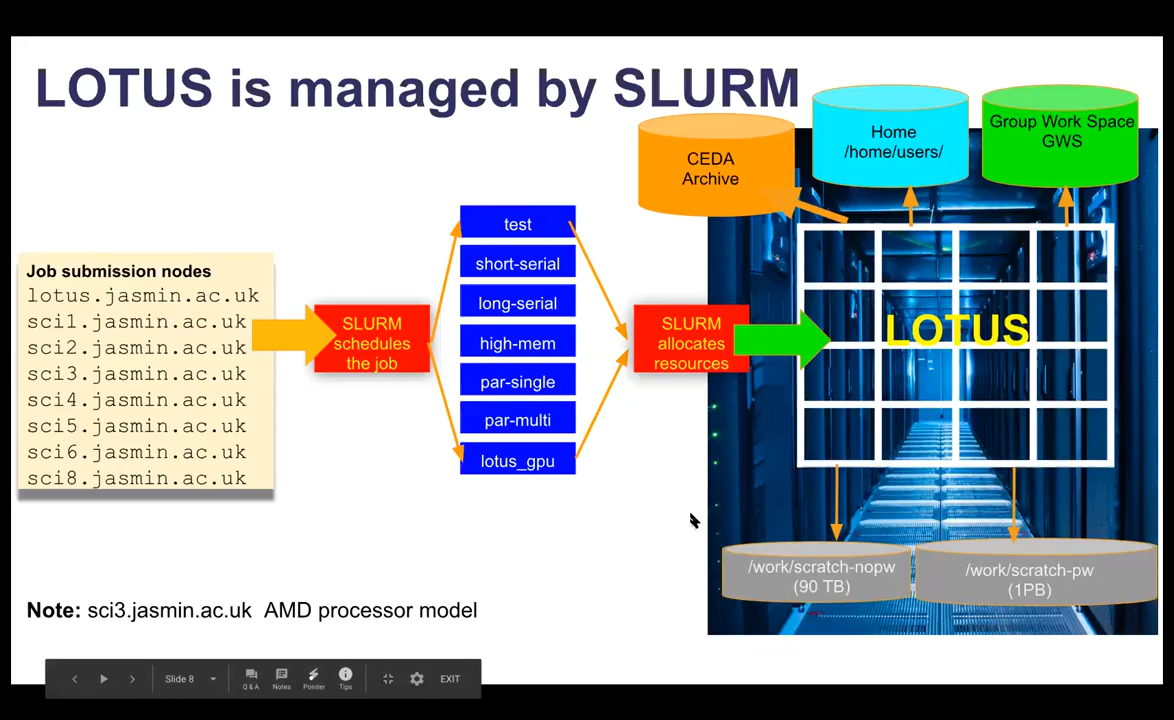 LOTUS is managed by SLURM
CEDA
Archive
Home
/home/users/
Group Work Space
GWS
Job submission nodes
lotus.jasmin.ac.uk
sci1.jasmin.ac.uk
sci2.jasmin.ac.uk
sci3.jasmin.ac.uk
sci4.jasmin.ac.uk
sci5.jasmin.ac.uk
sci6.jasmin.ac.uk
sci8.jasmin.ac.uk
SLURM
schedules
the job
test
short-serial
long-serial
high-mem
par-single
par-multi
lotus_gpu
SLURM
allocates
resources
LOTUS
/work/scratch-nopw
(90 TB)
/work/scratch-pw
(1PB)
Note: sci3.jasmin.ac.uk AMD processor model
Slide 8
Q & A
Notes
Pointer
Tips
EXIT